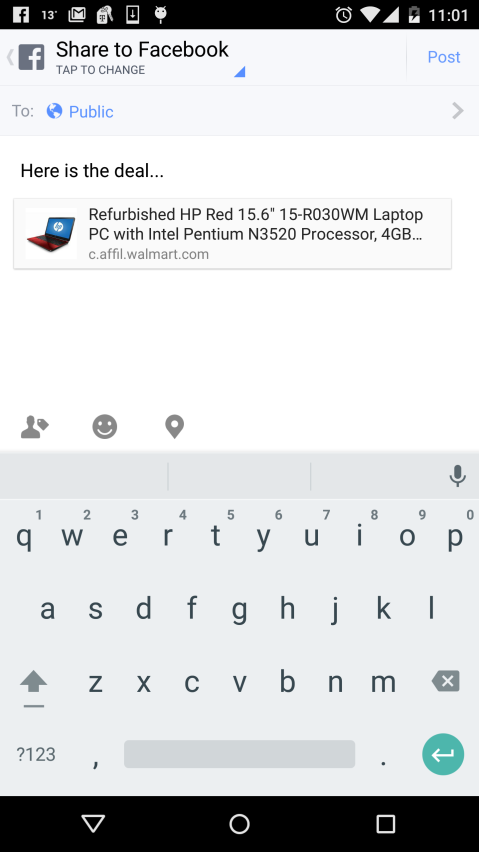 13° 11:01
Share to Facebook
TAP TO CHANGE
Post
To: Public
Here is the deal...
Refurbished HP Red 15.6" 15-R030WM Laptop
PC with Intel Pentium N3520 Processor, 4GB...
c.affil.walmart.com
1 2 3 4 5 6 7 8 9 0
q w e r t y u i o p
a s d f g h j k l
z x c v b n m
?123 , .